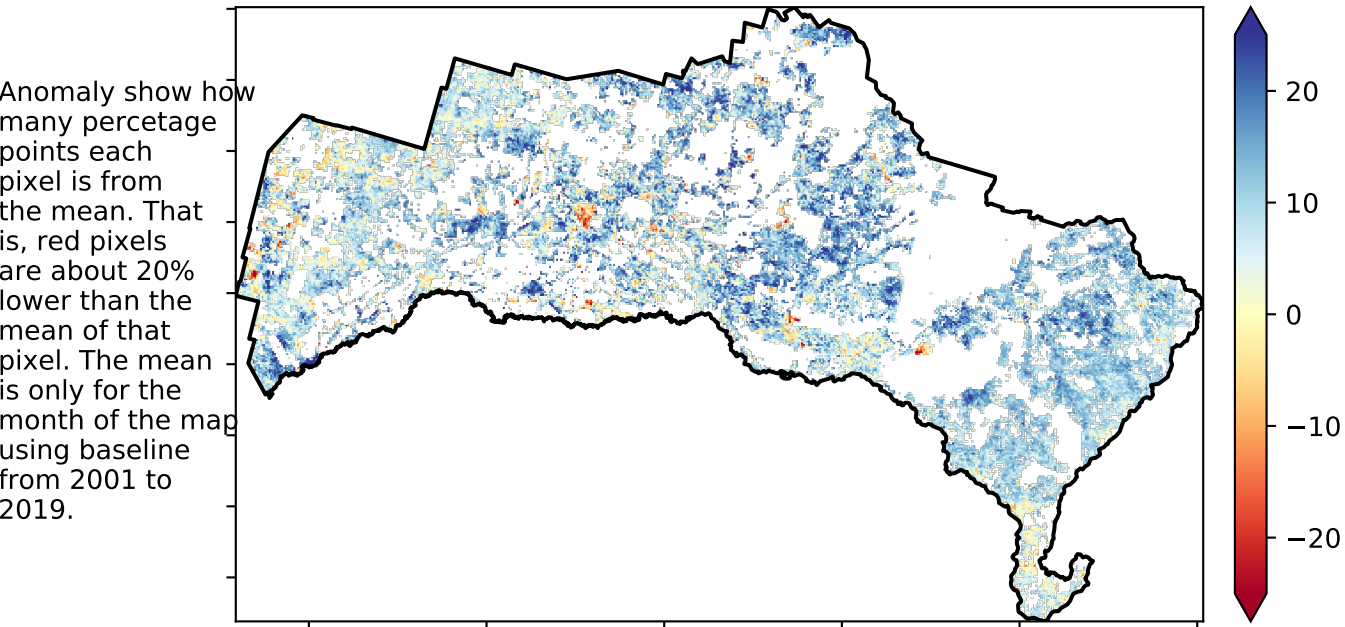 Anomaly show how
many percetage
points each
pixel is from
the mean. That
is, red pixels
are about 20%
lower than the
mean of that
pixel. The mean
is only for the
month of the map
using baseline
from 2001 to
2019.
20
10
0
−10
−20